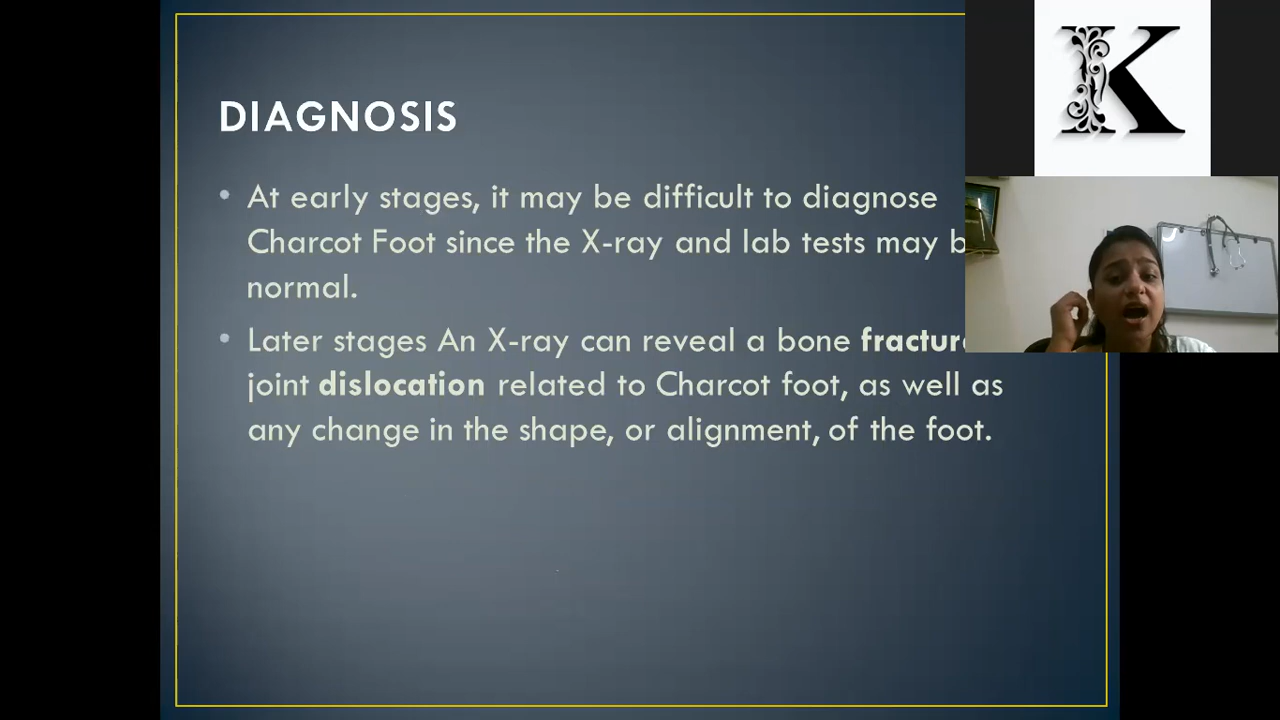 DIAGNOSIS
K
• At early stages, it may be difficult to diagnose
Charcot Foot since the X-ray and lab tests may b
normal.
• Later stages An X-ray can reveal a bone fractur
joint dislocation related to Charcot foot, as well as
any change in the shape, or alignment, of the foot.